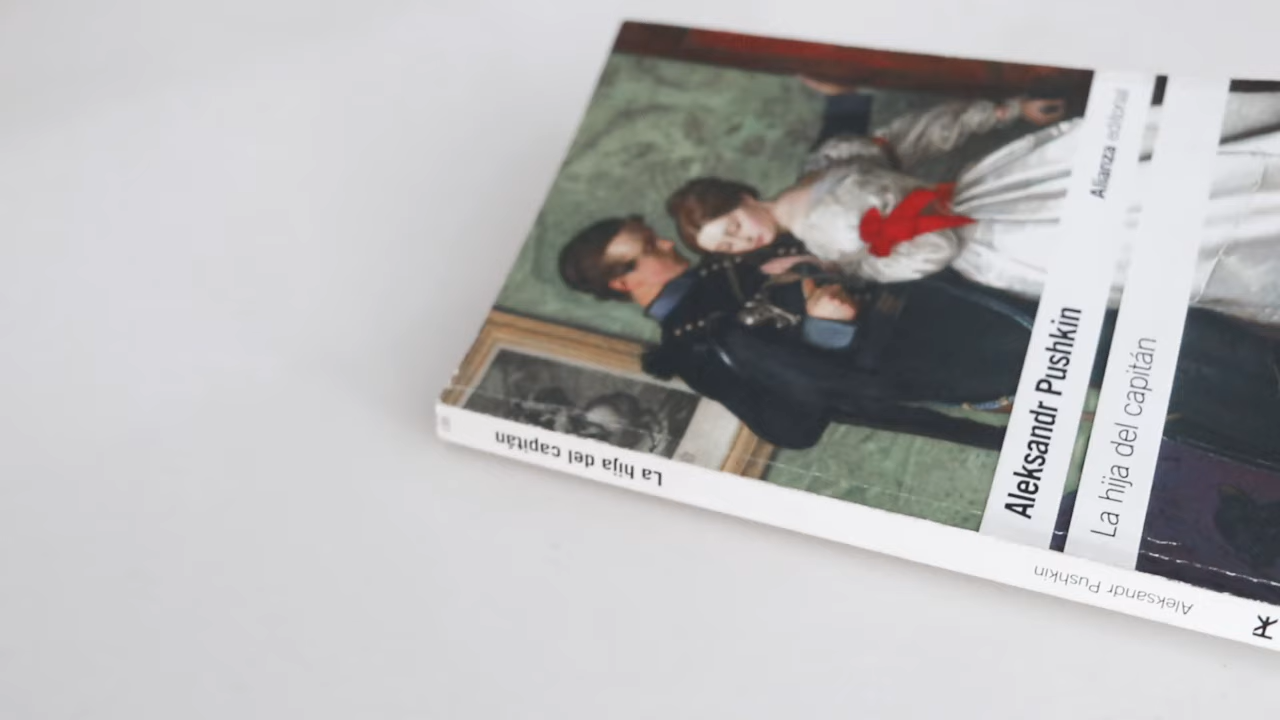 Aleksandr Pushkin
Alianza editorial
La hija del capitán
La hija del capitán
Aleksandr Pushkin